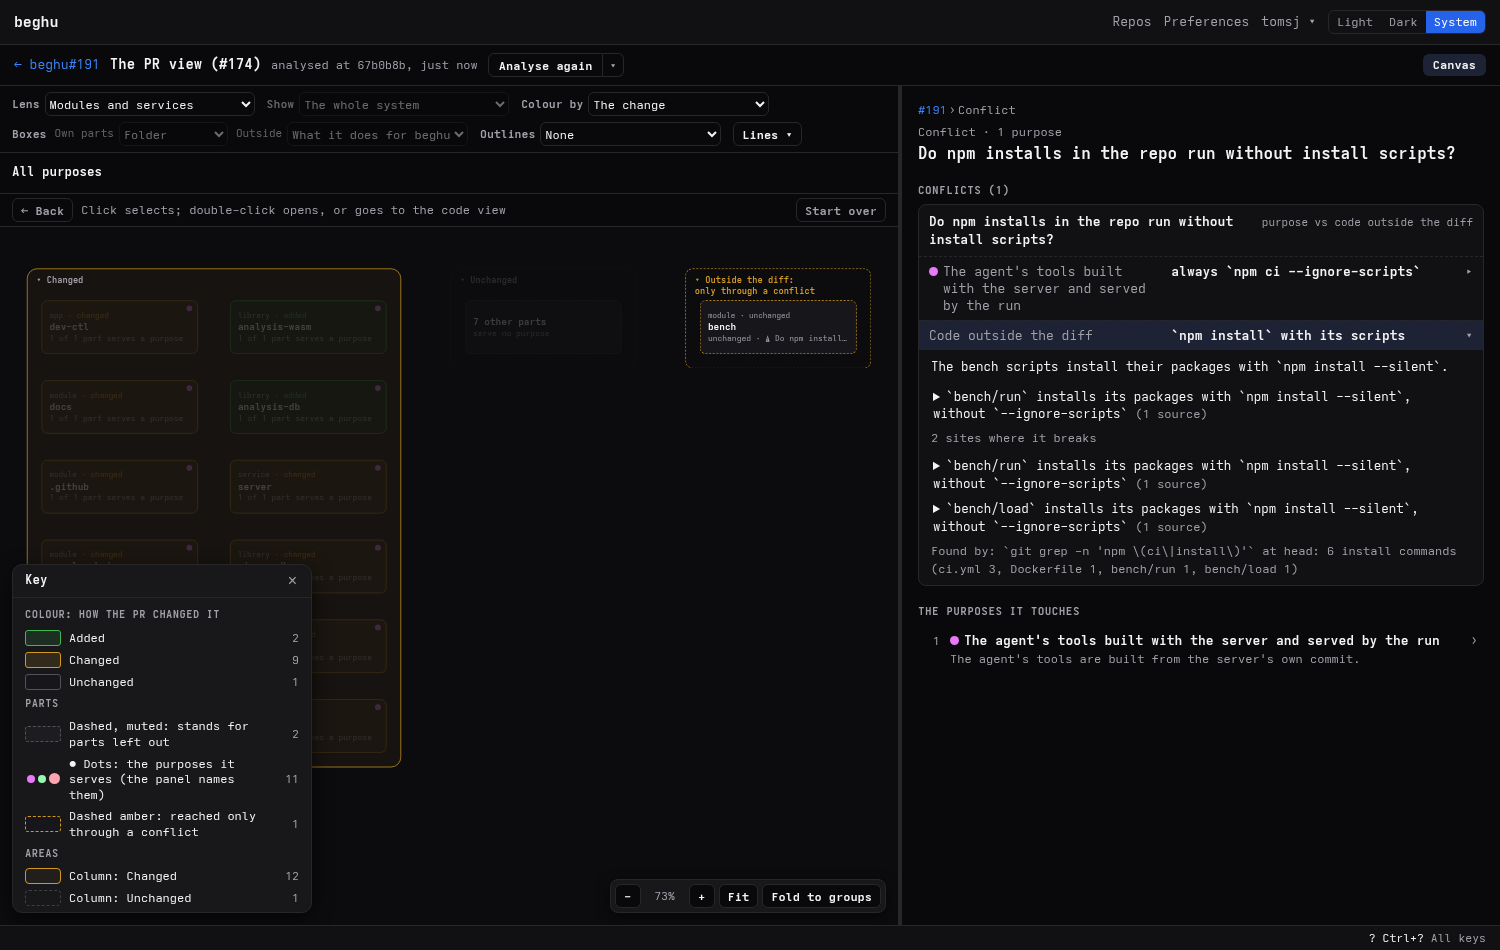 beghu
Repos Preferences tomsj ▾ Light Dark System
← beghu#191 The PR view (#174) analysed at 67b0b8b, just now Analyse again ▾ Canvas
Lens Modules and services Show The whole system Colour by The change
Boxes Own parts Folder Outside What it does for beghu Outlines None Lines ▾
All purposes
← Back Click selects; double-click opens, or goes to the code view Start over
▾ Changed
app · changed
dev-ctl
1 of 1 part serves a purpose
library · added
analysis-wasm
1 of 1 part serves a purpose
module · changed
docs
1 of 1 part serves a purpose
library · added
analysis-db
1 of 1 part serves a purpose
module · changed
.github
1 of 1 part serves a purpose
service · changed
server
1 of 1 part serves a purpose
module · changed
library · changed
▾ Unchanged
7 other parts
serve no purpose
▾ Outside the diff:
only through a conflict
module · unchanged
bench
unchanged · Do npm install…
Key ×
COLOUR: HOW THE PR CHANGED IT
Added 2
Changed 9
Unchanged 1
PARTS
Dashed, muted: stands for
parts left out 2
● Dots: the purposes it
serves (the panel names 11
them)
Dashed amber: reached only
through a conflict 1
AREAS
Column: Changed 12
Column: Unchanged 1
− 73% + Fit Fold to groups
#191 › Conflict
Conflict · 1 purpose
Do npm installs in the repo run without install scripts?
CONFLICTS (1)
Do npm installs in the repo run without
install scripts?
purpose vs code outside the diff
The agent's tools built
with the server and served
by the run
always `npm ci --ignore-scripts` ▸
Code outside the diff `npm install` with its scripts ▾
The bench scripts install their packages with `npm install --silent`.
▶ `bench/run` installs its packages with `npm install --silent`,
without `--ignore-scripts` (1 source)
2 sites where it breaks
▶ `bench/run` installs its packages with `npm install --silent`,
without `--ignore-scripts` (1 source)
▶ `bench/load` installs its packages with `npm install --silent`,
without `--ignore-scripts` (1 source)
Found by: `git grep -n 'npm \(ci\|install\)'` at head: 6 install commands
(ci.yml 3, Dockerfile 1, bench/run 1, bench/load 1)
THE PURPOSES IT TOUCHES
1 The agent's tools built with the server and served by the run ›
The agent's tools are built from the server's own commit.
? Ctrl+? All keys